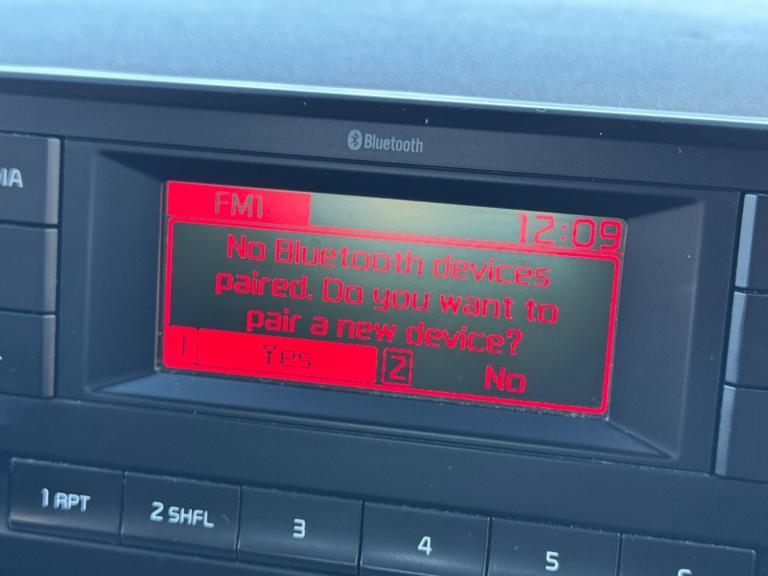 Bluetooth
FM1 12:09
No Bluetooth devices
paired. Do you want to
pair a new device?
1 Yes 2 No
1 RPT 2 SHFL 3 4 5